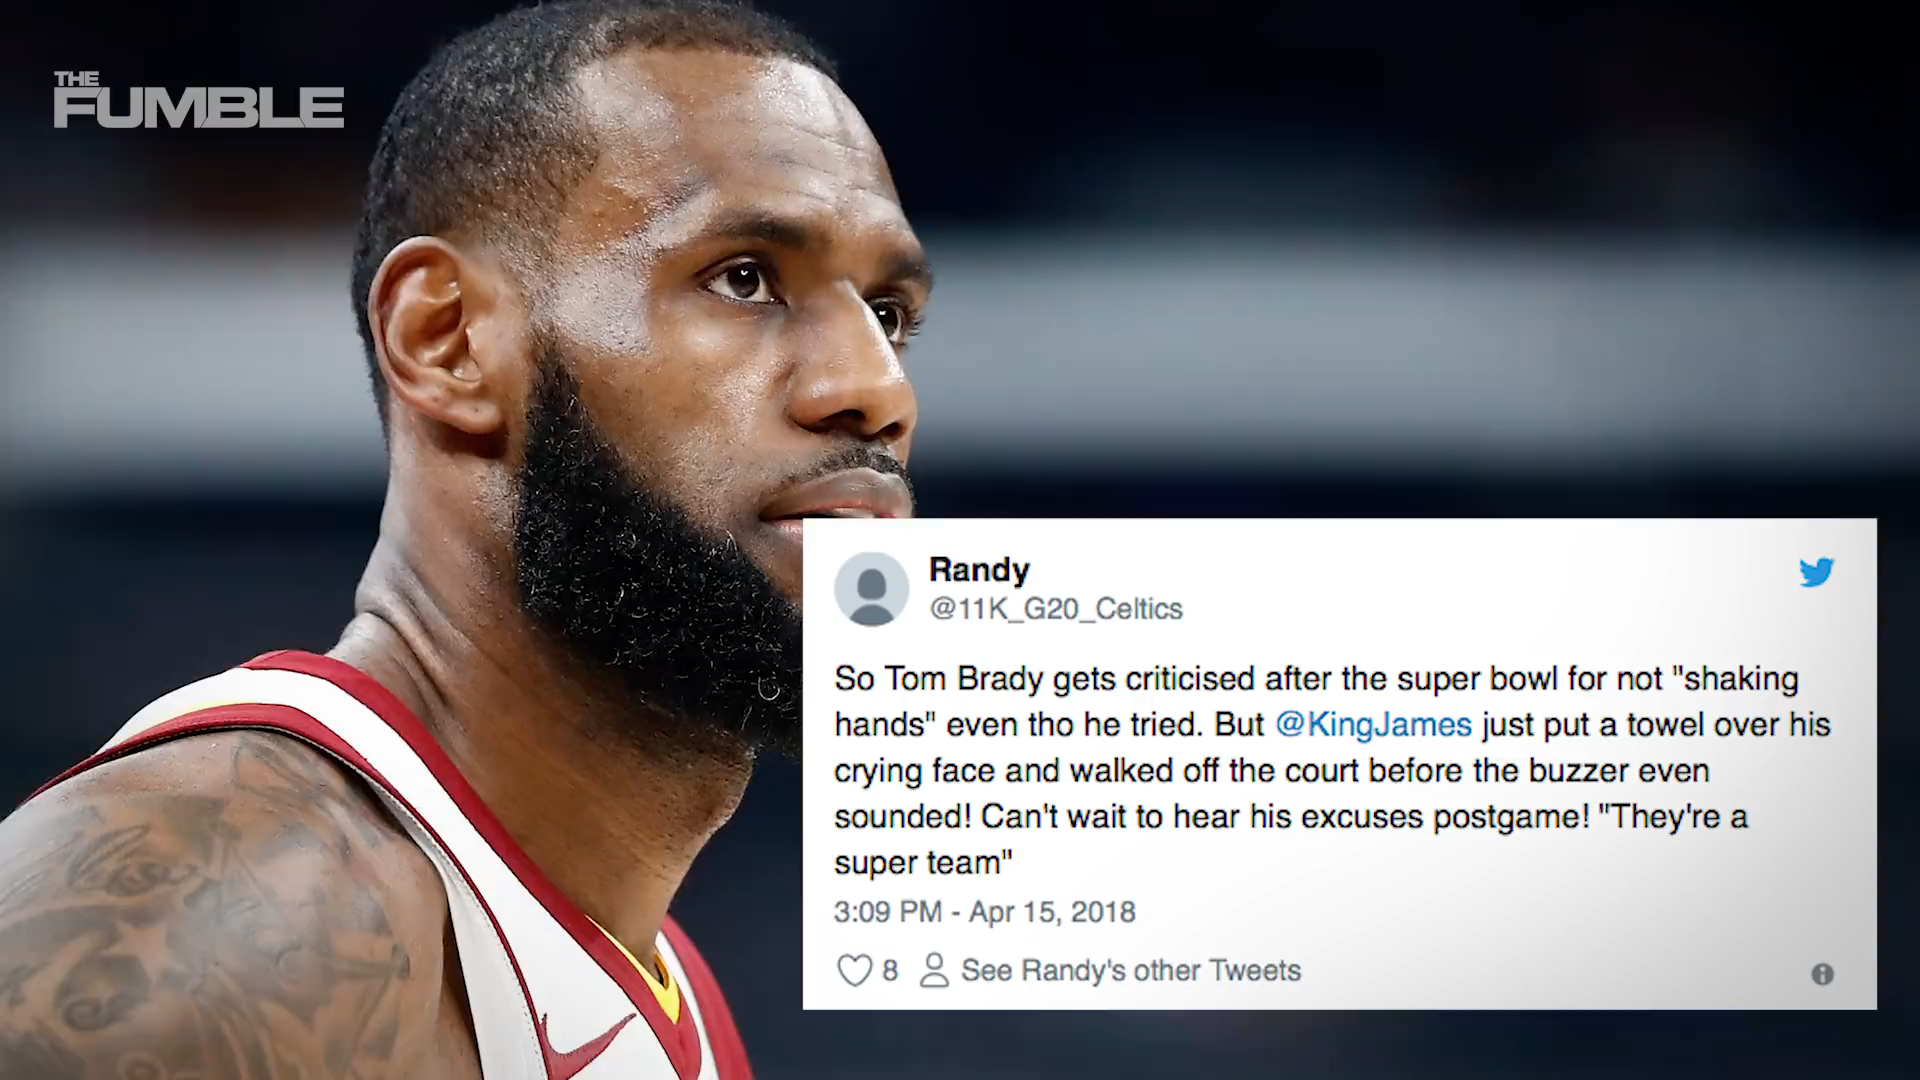 THE
FUMBLE
Randy
@11K_G20_Celtics
So Tom Brady gets criticised after the super bowl for not "shaking
hands" even tho he tried. But @KingJames just put a towel over his
crying face and walked off the court before the buzzer even
sounded! Can't wait to hear his excuses postgame! "They're a
super team"
3:09 PM - Apr 15, 2018
8 See Randy's other Tweets